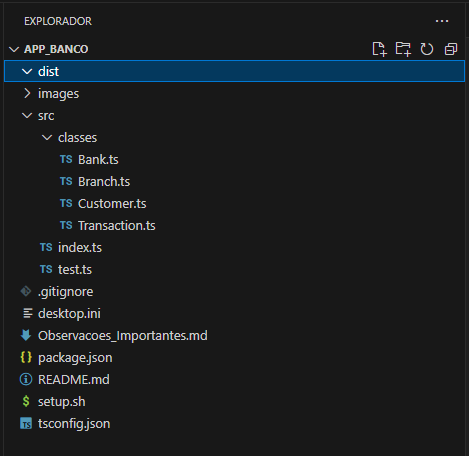 EXPLORADOR
APP_BANCO
dist
images
src
classes
TS Bank.ts
TS Branch.ts
TS Customer.ts
TS Transaction.ts
TS index.ts
TS test.ts
.gitignore
desktop.ini
Observacoes_Importantes.md
{} package.json
README.md
$ setup.sh
TS tsconfig.json